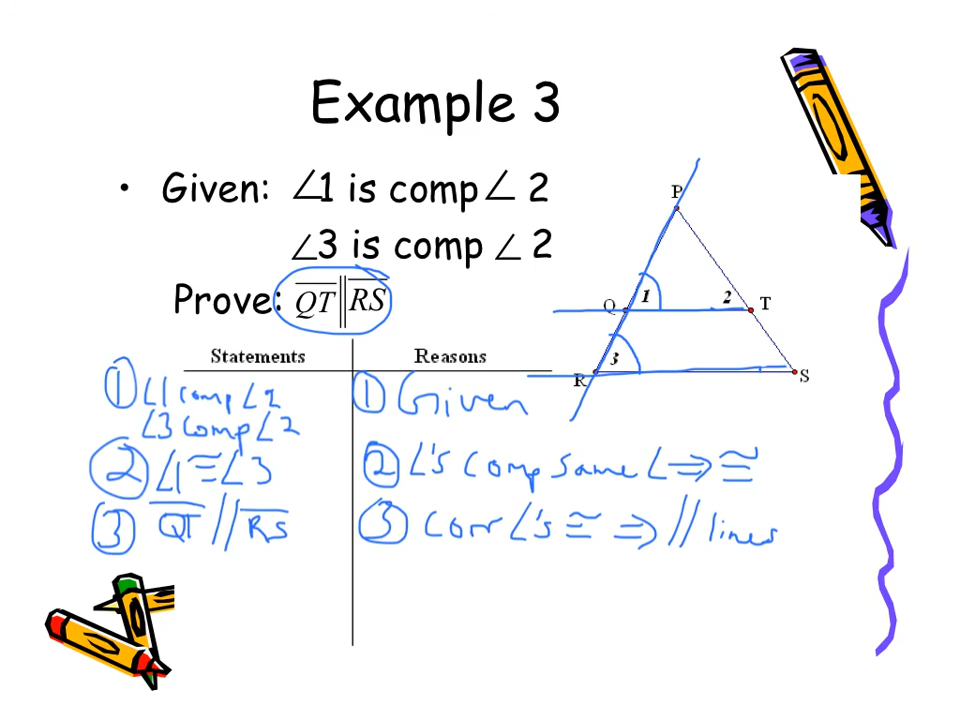 Example 3
• Given: ∠1 is comp ∠ 2
∠3 is comp ∠ 2
Prove: QT || RS
P
Q 1 2 T
3
R S
Statements Reasons
① ∠1 comp ∠2 ① Given
∠3 comp ∠2
② ∠1 ≅ ∠3 ② ∠'s comp same ∠ ⇒ ≅
③ QT // RS ③ Corr ∠'s ≅ ⇒ // lines